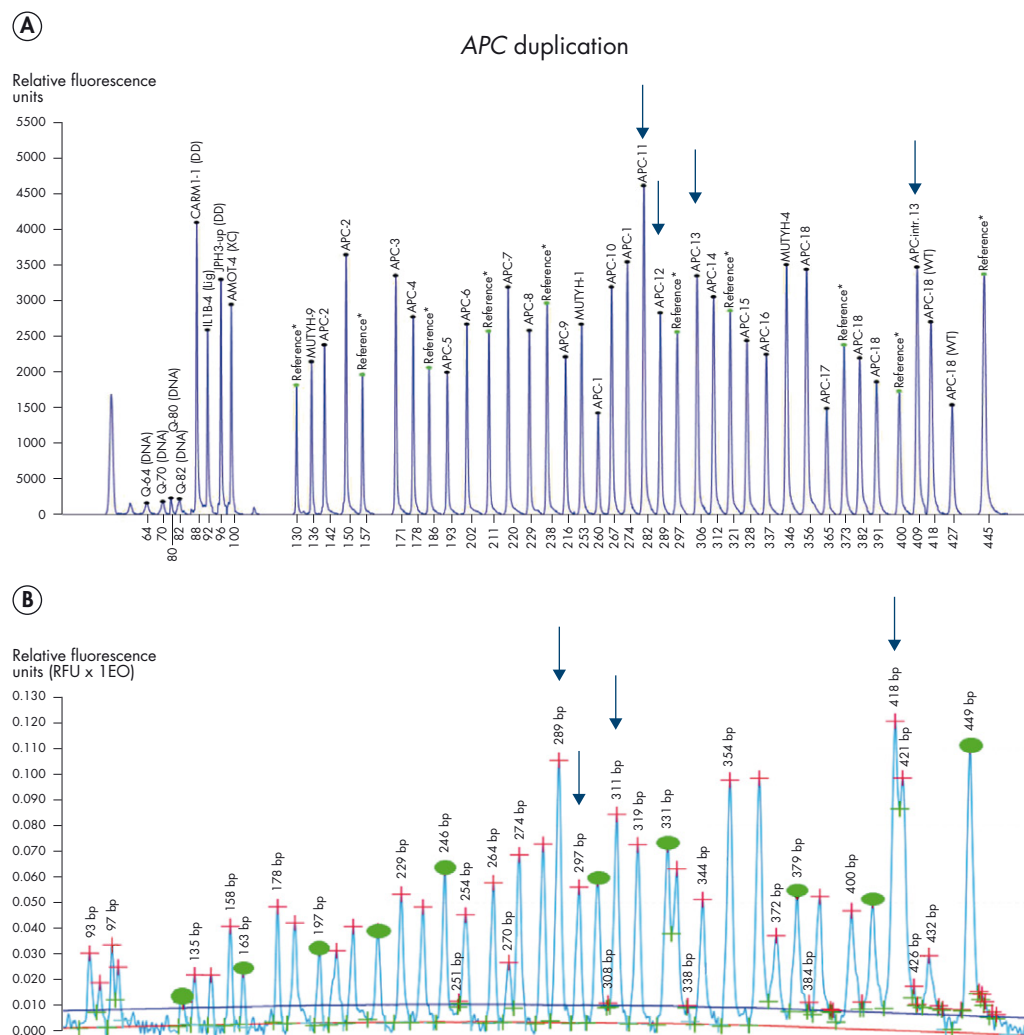 A
APC duplication
Relative fluorescence
units
5500
5000
4500
4000
3500
3000
2500
2000
1500
1000
5000
0
Q-64 (DNA)
Q-70 (DNA)
Q-80 (DNA)
Q-82 (DNA)
CARM1-1 (DD)
IL1B-4 (Lig)
JPH3-up (DD)
AMOT-4 (XC)
Reference*
MUTYH-9
APC-2
APC-2
Reference*
APC-3
APC-4
Reference*
APC-5
APC-6
Reference*
APC-7
APC-8
Reference*
APC-9
MUTYH-1
APC-1
APC-10
APC-1
APC-11
APC-12
Reference*
APC-13
APC-14
Reference*
APC-15
APC-16
MUTYH-4
APC-18
APC-17
Reference*
APC-18
APC-18
Reference*
APC-intr. 13
APC-18 (WT)
APC-18 (WT)
Reference*
64
70
80
82
88
92
96
100
130
136
142
150
157
171
178
186
193
202
211
220
229
238
216
253
260
267
274
282
289
297
306
312
321
328
337
346
356
365
373
382
391
400
409
418
427
445
B
Relative fluorescence
units (RFU x 1EO)
0.130
0.120
0.110
0.100
0.090
0.080
0.070
0.060
0.050
0.040
0.030
0.020
0.010
0.000
93 bp
97 bp
135 bp
158 bp
163 bp
178 bp
197 bp
229 bp
246 bp
251 bp
254 bp
264 bp
270 bp
274 bp
289 bp
297 bp
308 bp
311 bp
319 bp
331 bp
338 bp
344 bp
354 bp
372 bp
379 bp
384 bp
400 bp
418 bp
421 bp
426 bp
432 bp
449 bp